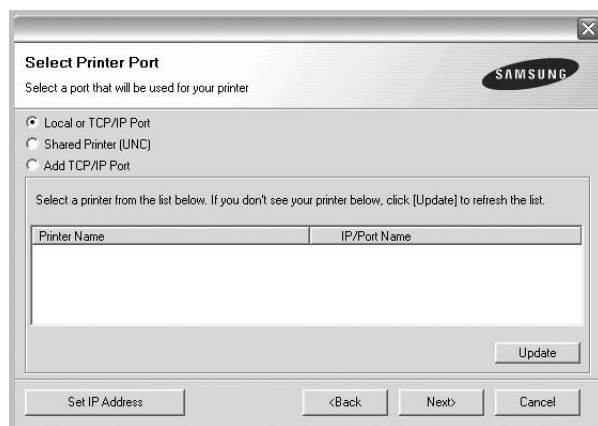 Select Printer Port
Select a port that will be used for your printer
SAMSUNG
Local or TCP/IP Port
Shared Printer (UNC)
Add TCP/IP Port
Select a printer from the list below. If you don't see your printer below, click [Update] to refresh the list.
Printer Name IP/Port Name
Update
Set IP Address <Back Next> Cancel